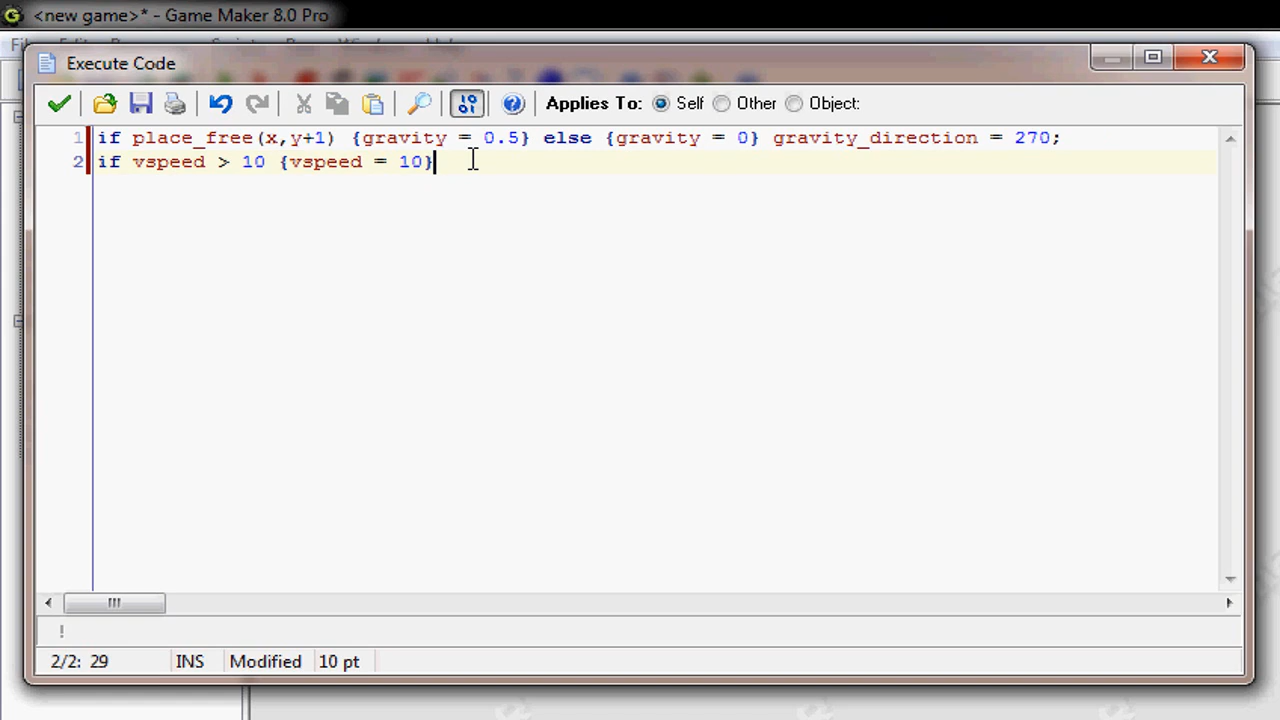 <new game>* - Game Maker 8.0 Pro
Execute Code
Applies To: Self Other Object:
1 if place_free(x,y+1) {gravity = 0.5} else {gravity = 0} gravity_direction = 270;
2 if vspeed > 10 {vspeed = 10}
!
2/2: 29 INS Modified 10 pt